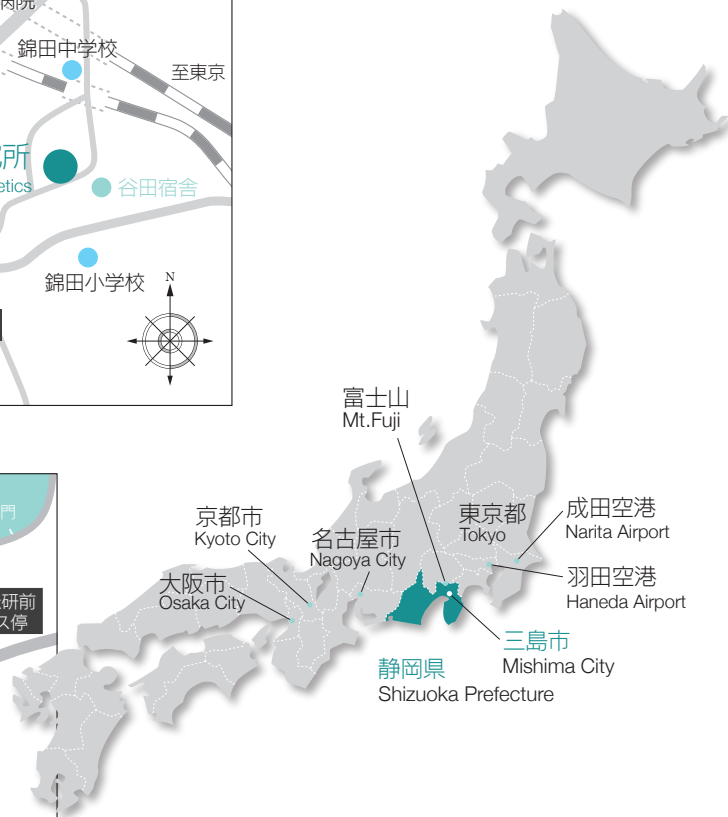 病院
錦田中学校
至東京
所
etics
谷田宿舎
錦田小学校
N
富士山
Mt.Fuji
門
京都市
Kyoto City
名古屋市
Nagoya City
東京都
Tokyo
成田空港
Narita Airport
大阪市
Osaka City
羽田空港
Haneda Airport
研前
ス停
三島市
Mishima City
静岡県
Shizuoka Prefecture